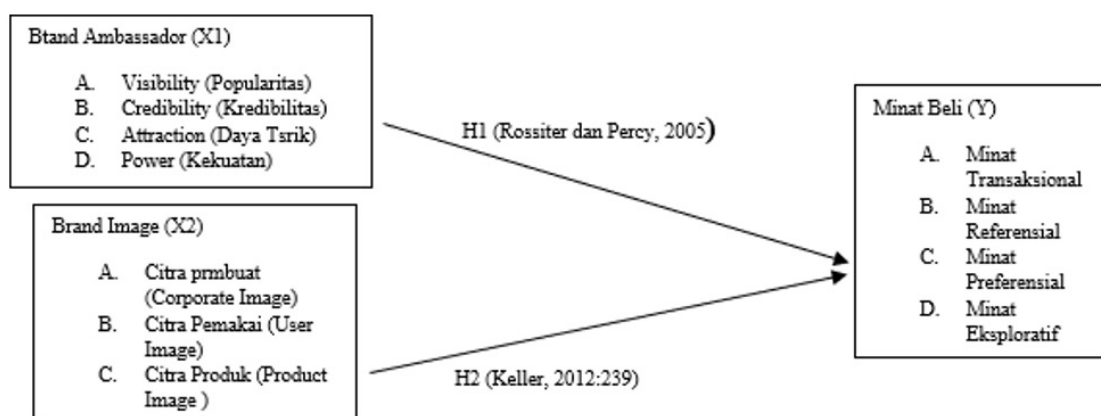 Btand Ambassador (X1)
A. Visibility (Popularitas)
B. Credibility (Kredibilitas)
C. Attraction (Daya Tsrik)
D. Power (Kekuatan)
Brand Image (X2)
A. Citra prmbuat
(Corporate Image)
B. Citra Pemakai (User
Image)
C. Citra Produk (Product
Image )
H1 (Rossiter dan Percy, 2005)
H2 (Keller, 2012:239)
Minat Beli (Y)
A. Minat
Transaksional
B. Minat
Referensial
C. Minat
Preferensial
D. Minat
Eksploratif